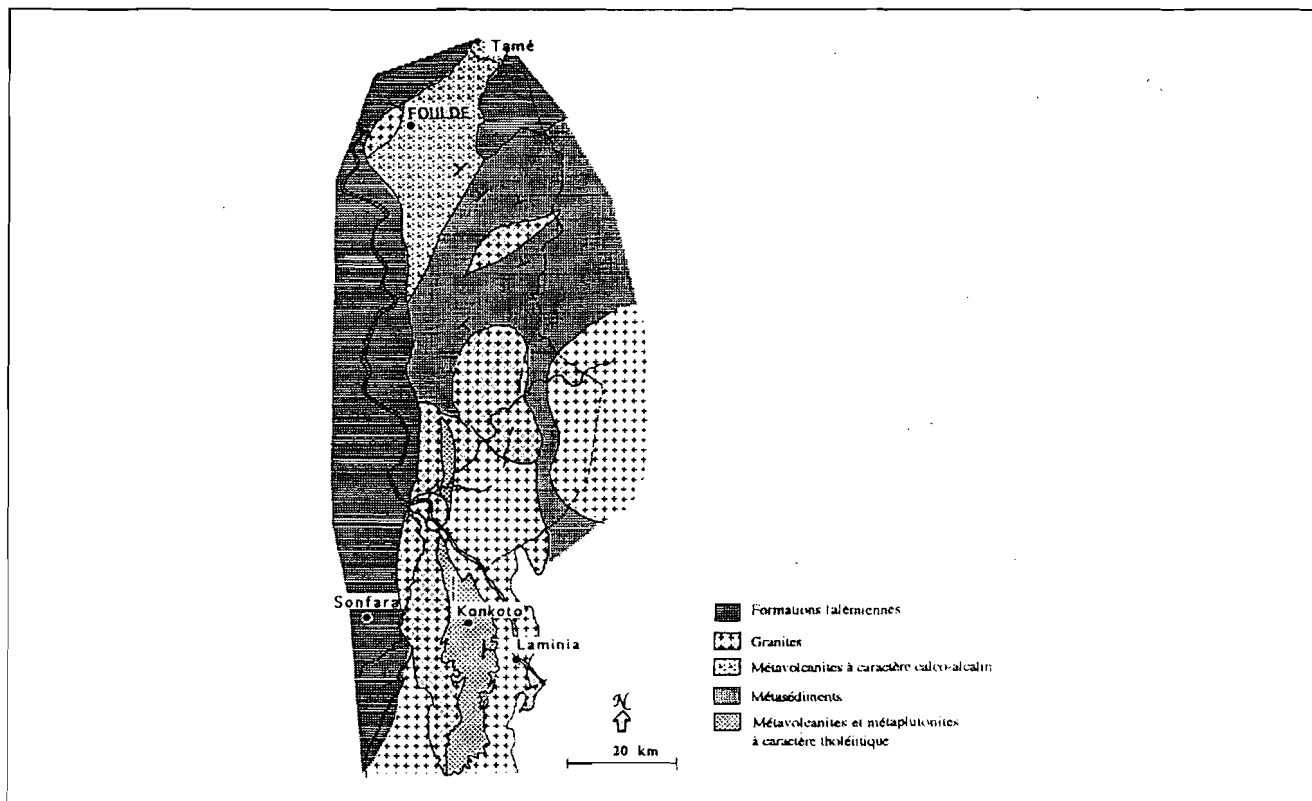 Tamé
FOULDE
Sonfara
Konkoto
Laminia
N
20 km
Formations falémiennes
Granites
Métavolcanites à caractère calco-alcalin
Métasédiments
Métavolcanites et métaplutonites
à caractère tholéitique